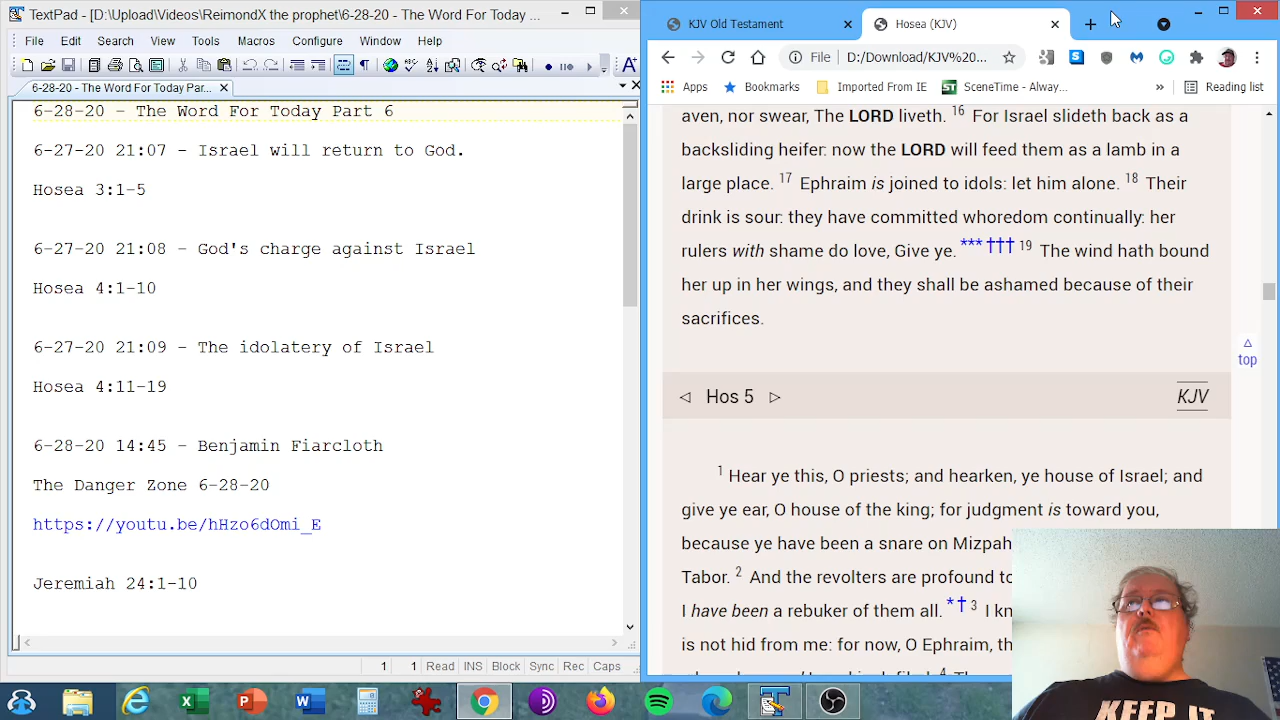 TextPad - [D:\Upload\Videos\ReimondX the prophet\6-28-20 - The Word For Today ...
File Edit Search View Tools Macros Configure Window Help
6-28-20 - The Word For Today Par...
6-28-20 - The Word For Today Part 6
6-27-20 21:07 - Israel will return to God.
Hosea 3:1-5
6-27-20 21:08 - God's charge against Israel
Hosea 4:1-10
6-27-20 21:09 - The idolatery of Israel
Hosea 4:11-19
6-28-20 14:45 - Benjamin Fiarcloth
The Danger Zone 6-28-20
https://youtu.be/hHzo6dOmi_E
Jeremiah 24:1-10
1 1 Read INS Block Sync Rec Caps
KJV Old Testament
Hosea (KJV)
File D:/Download/KJV%20...
Apps Bookmarks Imported From IE ST SceneTime - Alway... » Reading list
aven, nor swear, The LORD liveth. 16 For Israel slideth back as a
backsliding heifer: now the LORD will feed them as a lamb in a
large place. 17 Ephraim is joined to idols: let him alone. 18 Their
drink is sour: they have committed whoredom continually: her
rulers with shame do love, Give ye. *** ††† 19 The wind hath bound
her up in her wings, and they shall be ashamed because of their
sacrifices.
top
Hos 5
KJV
1 Hear ye this, O priests; and hearken, ye house of Israel; and
give ye ear, O house of the king; for judgment is toward you,
because ye have been a snare on Mizpah
Tabor. 2 And the revolters are profound to
I have been a rebuker of them all. * † 3 I kn
is not hid from me: for now, O Ephraim, th
KEEP IT